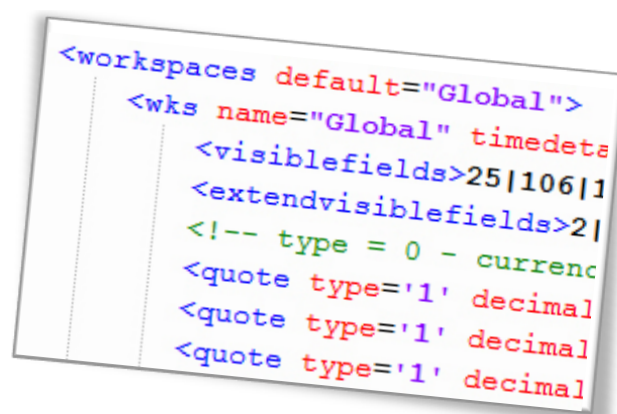 <workspaces default="Global">
<wks name="Global" timedeta
<visiblefields>25|106|1
<extendvisiblefields>2|
<!-- type = 0 - currenc
<quote type='1' decimal
<quote type='1' decimal
<quote type='1' decimal